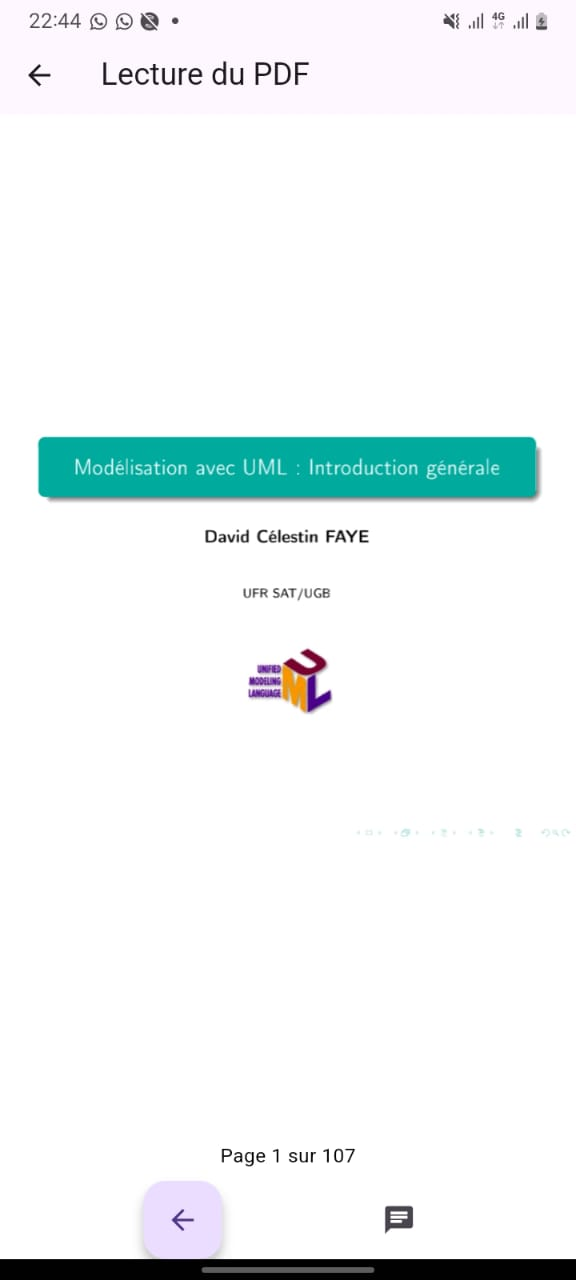 22:44
4G
Lecture du PDF
Modélisation avec UML : Introduction générale
David Célestin FAYE
UFR SAT/UGB
UNIFIED
MODELING
LANGUAGE
UML
Page 1 sur 107